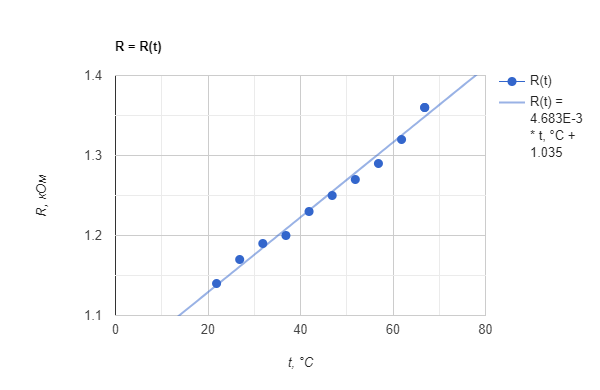 R = R(t)
1.4
1.3
1.2
1.1
R, кОм
0
20
40
60
80
t, °C
R(t)
R(t) =
4.683E-3
* t, °C +
1.035